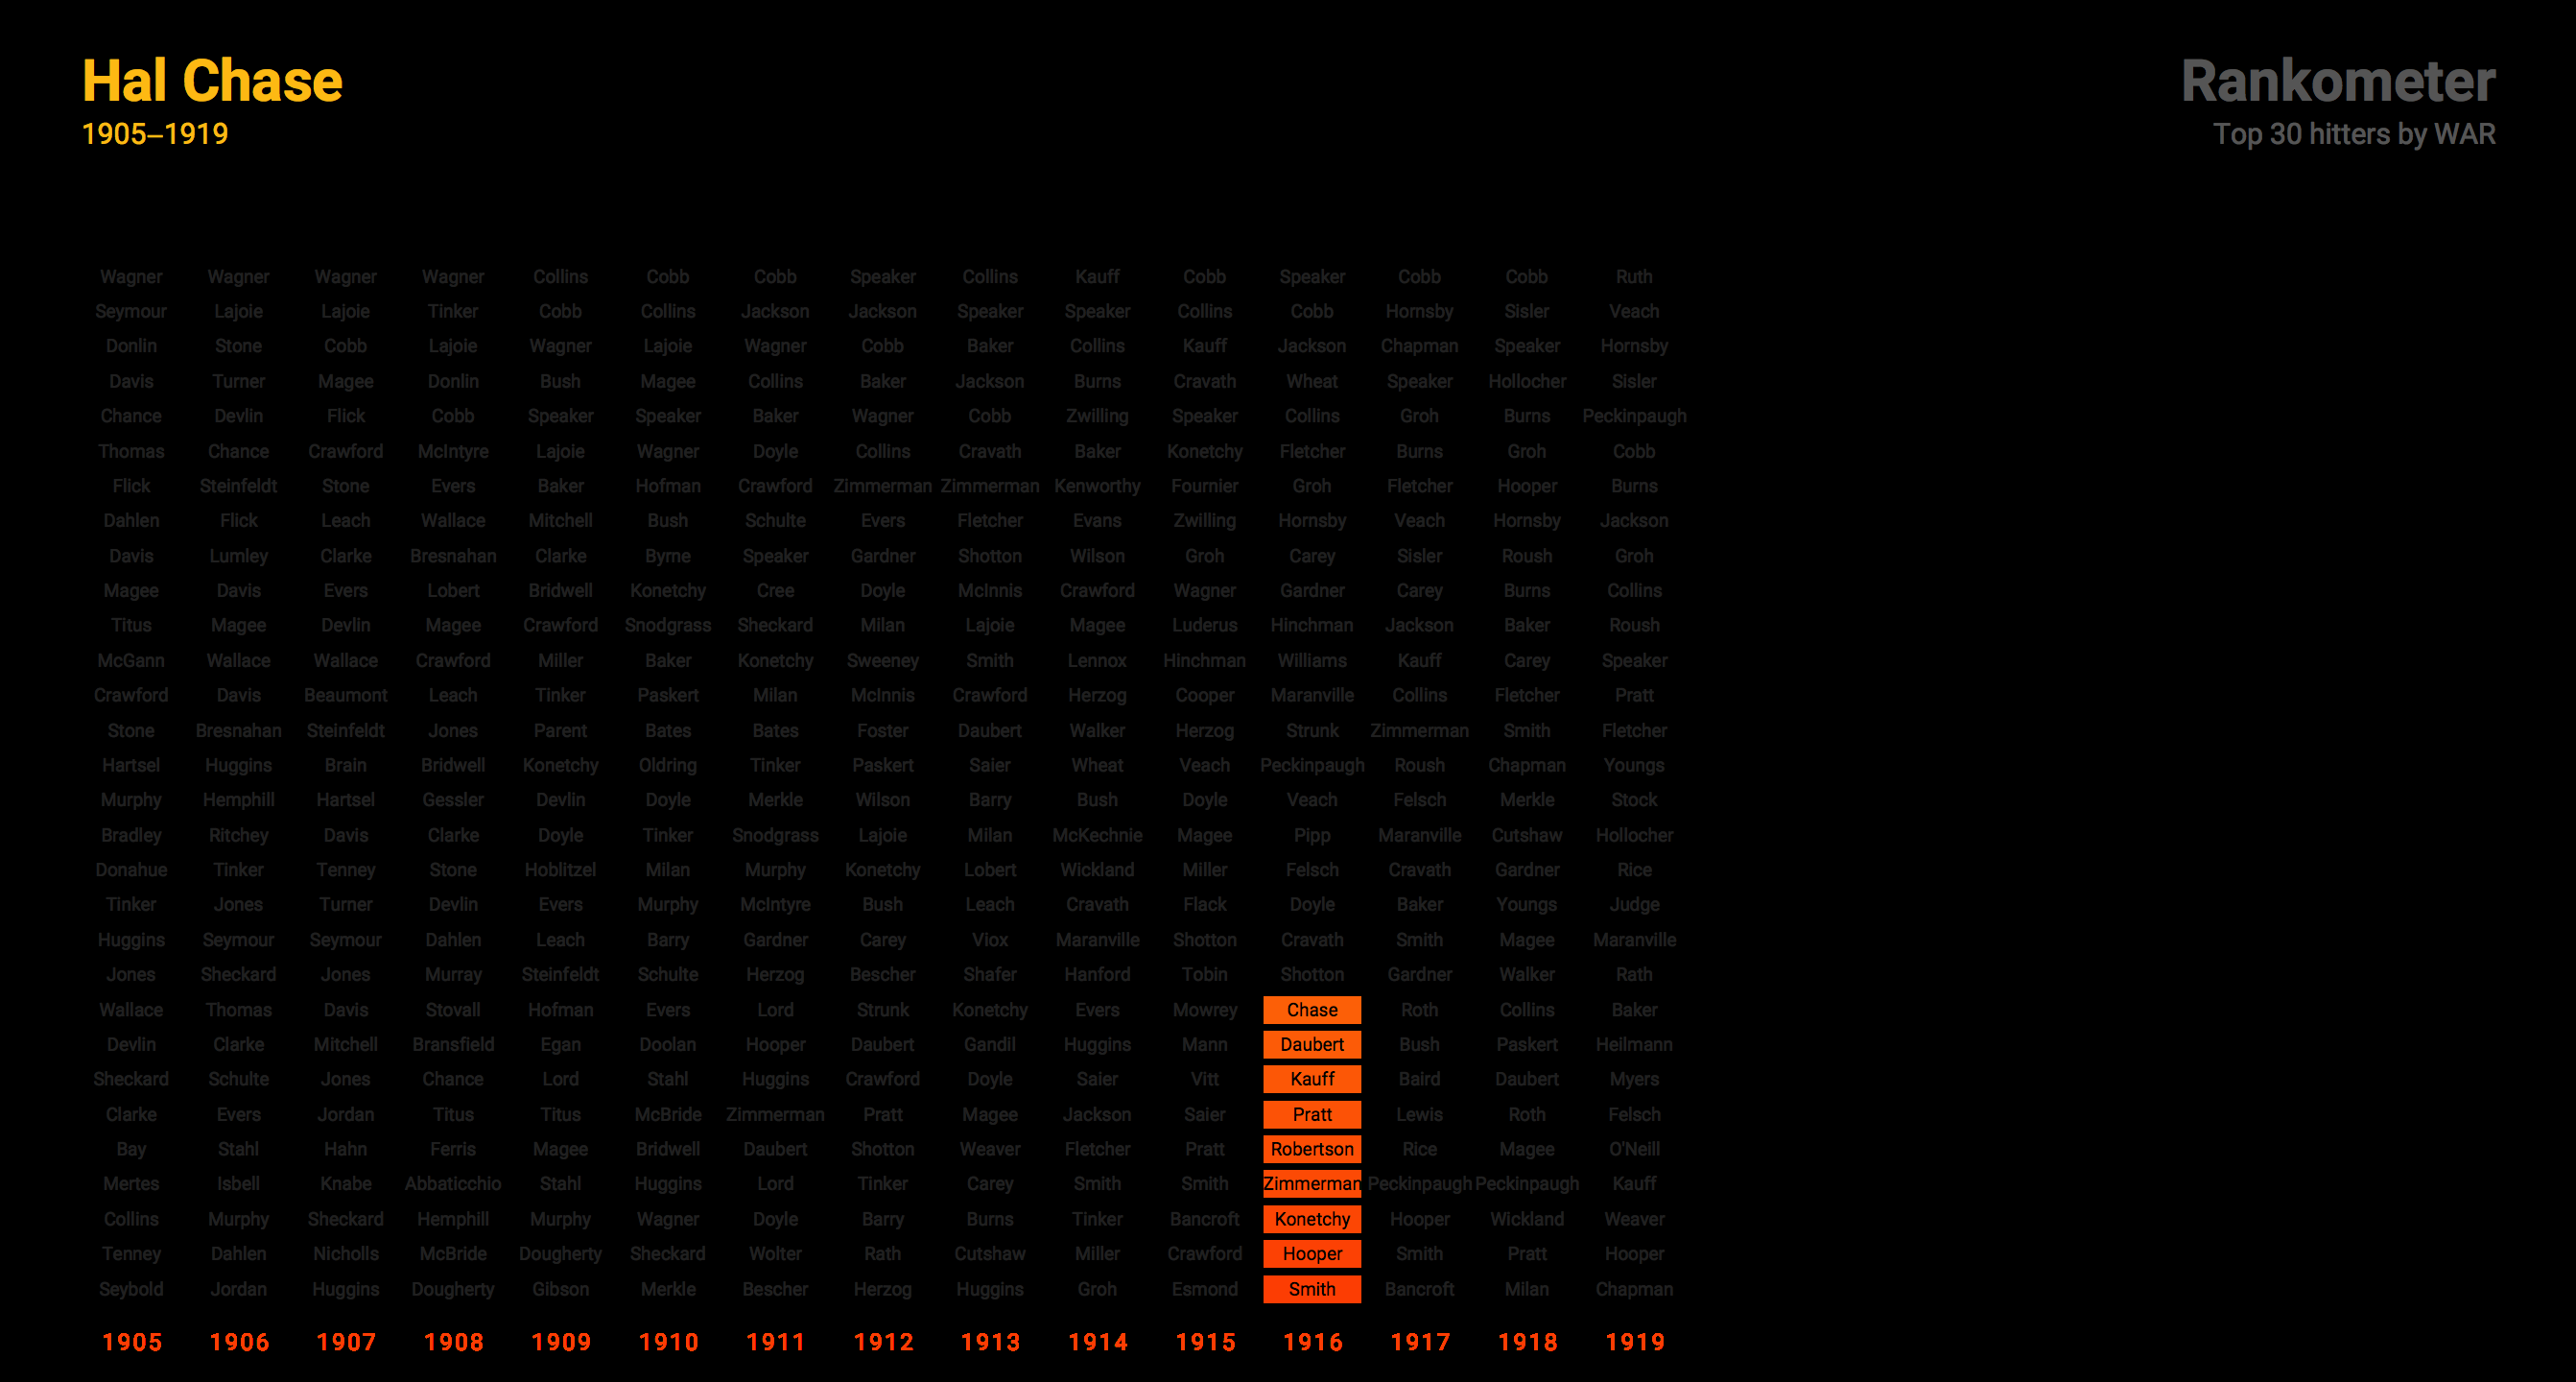 Hal Chase
1905–1919
Rankometer
Top 30 hitters by WAR
Wagner Wagner Wagner Wagner Collins Cobb Cobb Speaker Collins Kauff Cobb Speaker Cobb Cobb Ruth
Seymour Lajoie Lajoie Tinker Cobb Collins Jackson Jackson Speaker Speaker Collins Cobb Hornsby Sisler Veach
Donlin Stone Cobb Lajoie Wagner Lajoie Wagner Cobb Baker Collins Kauff Jackson Chapman Speaker Hornsby
Davis Turner Magee Donlin Bush Magee Collins Baker Jackson Burns Cravath Wheat Speaker Hollocher Sisler
Chance Devlin Flick Cobb Speaker Speaker Baker Wagner Cobb Zwilling Speaker Collins Groh Burns Peckinpaugh
Thomas Chance Crawford McIntyre Lajoie Wagner Doyle Collins Cravath Baker Konetchy Fletcher Burns Groh Cobb
Flick Steinfeldt Stone Evers Baker Hofman Crawford Zimmerman Zimmerman Kenworthy Fournier Groh Fletcher Hooper Burns
Dahlen Flick Leach Wallace Mitchell Bush Schulte Evers Fletcher Evans Zwilling Hornsby Veach Hornsby Jackson
Davis Lumley Clarke Bresnahan Clarke Byrne Speaker Gardner Shotton Wilson Groh Carey Sisler Roush Groh
Magee Davis Evers Lobert Bridwell Konetchy Cree Doyle McInnis Crawford Wagner Gardner Carey Burns Collins
Titus Magee Devlin Magee Crawford Snodgrass Sheckard Milan Lajoie Magee Luderus Hinchman Jackson Baker Roush
McGann Wallace Wallace Crawford Miller Baker Konetchy Sweeney Smith Lennox Hinchman Williams Kauff Carey Speaker
Crawford Davis Beaumont Leach Tinker Paskert Milan McInnis Crawford Herzog Cooper Maranville Collins Fletcher Pratt
Stone Bresnahan Steinfeldt Jones Parent Bates Bates Foster Daubert Walker Herzog Strunk Zimmerman Smith Fletcher
Hartsel Huggins Brain Bridwell Konetchy Oldring Tinker Paskert Saier Wheat Veach Peckinpaugh Roush Chapman Youngs
Murphy Hemphill Hartsel Gessler Devlin Doyle Merkle Wilson Barry Bush Doyle Veach Felsch Merkle Stock
Bradley Ritchey Davis Clarke Doyle Tinker Snodgrass Lajoie Milan McKechnie Magee Pipp Maranville Cutshaw Hollocher
Donahue Tinker Tenney Stone Hoblitzel Milan Murphy Konetchy Lobert Wickland Miller Felsch Cravath Gardner Rice
Tinker Jones Turner Devlin Evers Murphy McIntyre Bush Leach Cravath Flack Doyle Baker Youngs Judge
Huggins Seymour Seymour Dahlen Leach Barry Gardner Carey Viox Maranville Shotton Cravath Smith Magee Maranville
Jones Sheckard Jones Murray Steinfeldt Schulte Herzog Bescher Shafer Hanford Tobin Shotton Gardner Walker Rath
Wallace Thomas Davis Stovall Hofman Evers Lord Strunk Konetchy Evers Mowrey Chase Roth Collins Baker
Devlin Clarke Mitchell Bransfield Egan Doolan Hooper Daubert Gandil Huggins Mann Daubert Bush Paskert Heilmann
Sheckard Schulte Jones Chance Lord Stahl Huggins Crawford Doyle Saier Vitt Kauff Baird Daubert Myers
Clarke Evers Jordan Titus Titus McBride Zimmerman Pratt Magee Jackson Saier Pratt Lewis Roth Felsch
Bay Stahl Hahn Ferris Magee Bridwell Daubert Shotton Weaver Fletcher Pratt Robertson Rice Magee O'Neill
Mertes Isbell Knabe Abbaticchio Stahl Huggins Lord Tinker Carey Smith Smith Zimmerman Peckinpaugh Peckinpaugh Kauff
Collins Murphy Sheckard Hemphill Murphy Wagner Doyle Barry Burns Tinker Bancroft Konetchy Hooper Wickland Weaver
Tenney Dahlen Nicholls McBride Dougherty Sheckard Wolter Rath Cutshaw Miller Crawford Hooper Smith Pratt Hooper
Seybold Jordan Huggins Dougherty Gibson Merkle Bescher Herzog Huggins Groh Esmond Smith Bancroft Milan Chapman
1905 1906 1907 1908 1909 1910 1911 1912 1913 1914 1915 1916 1917 1918 1919